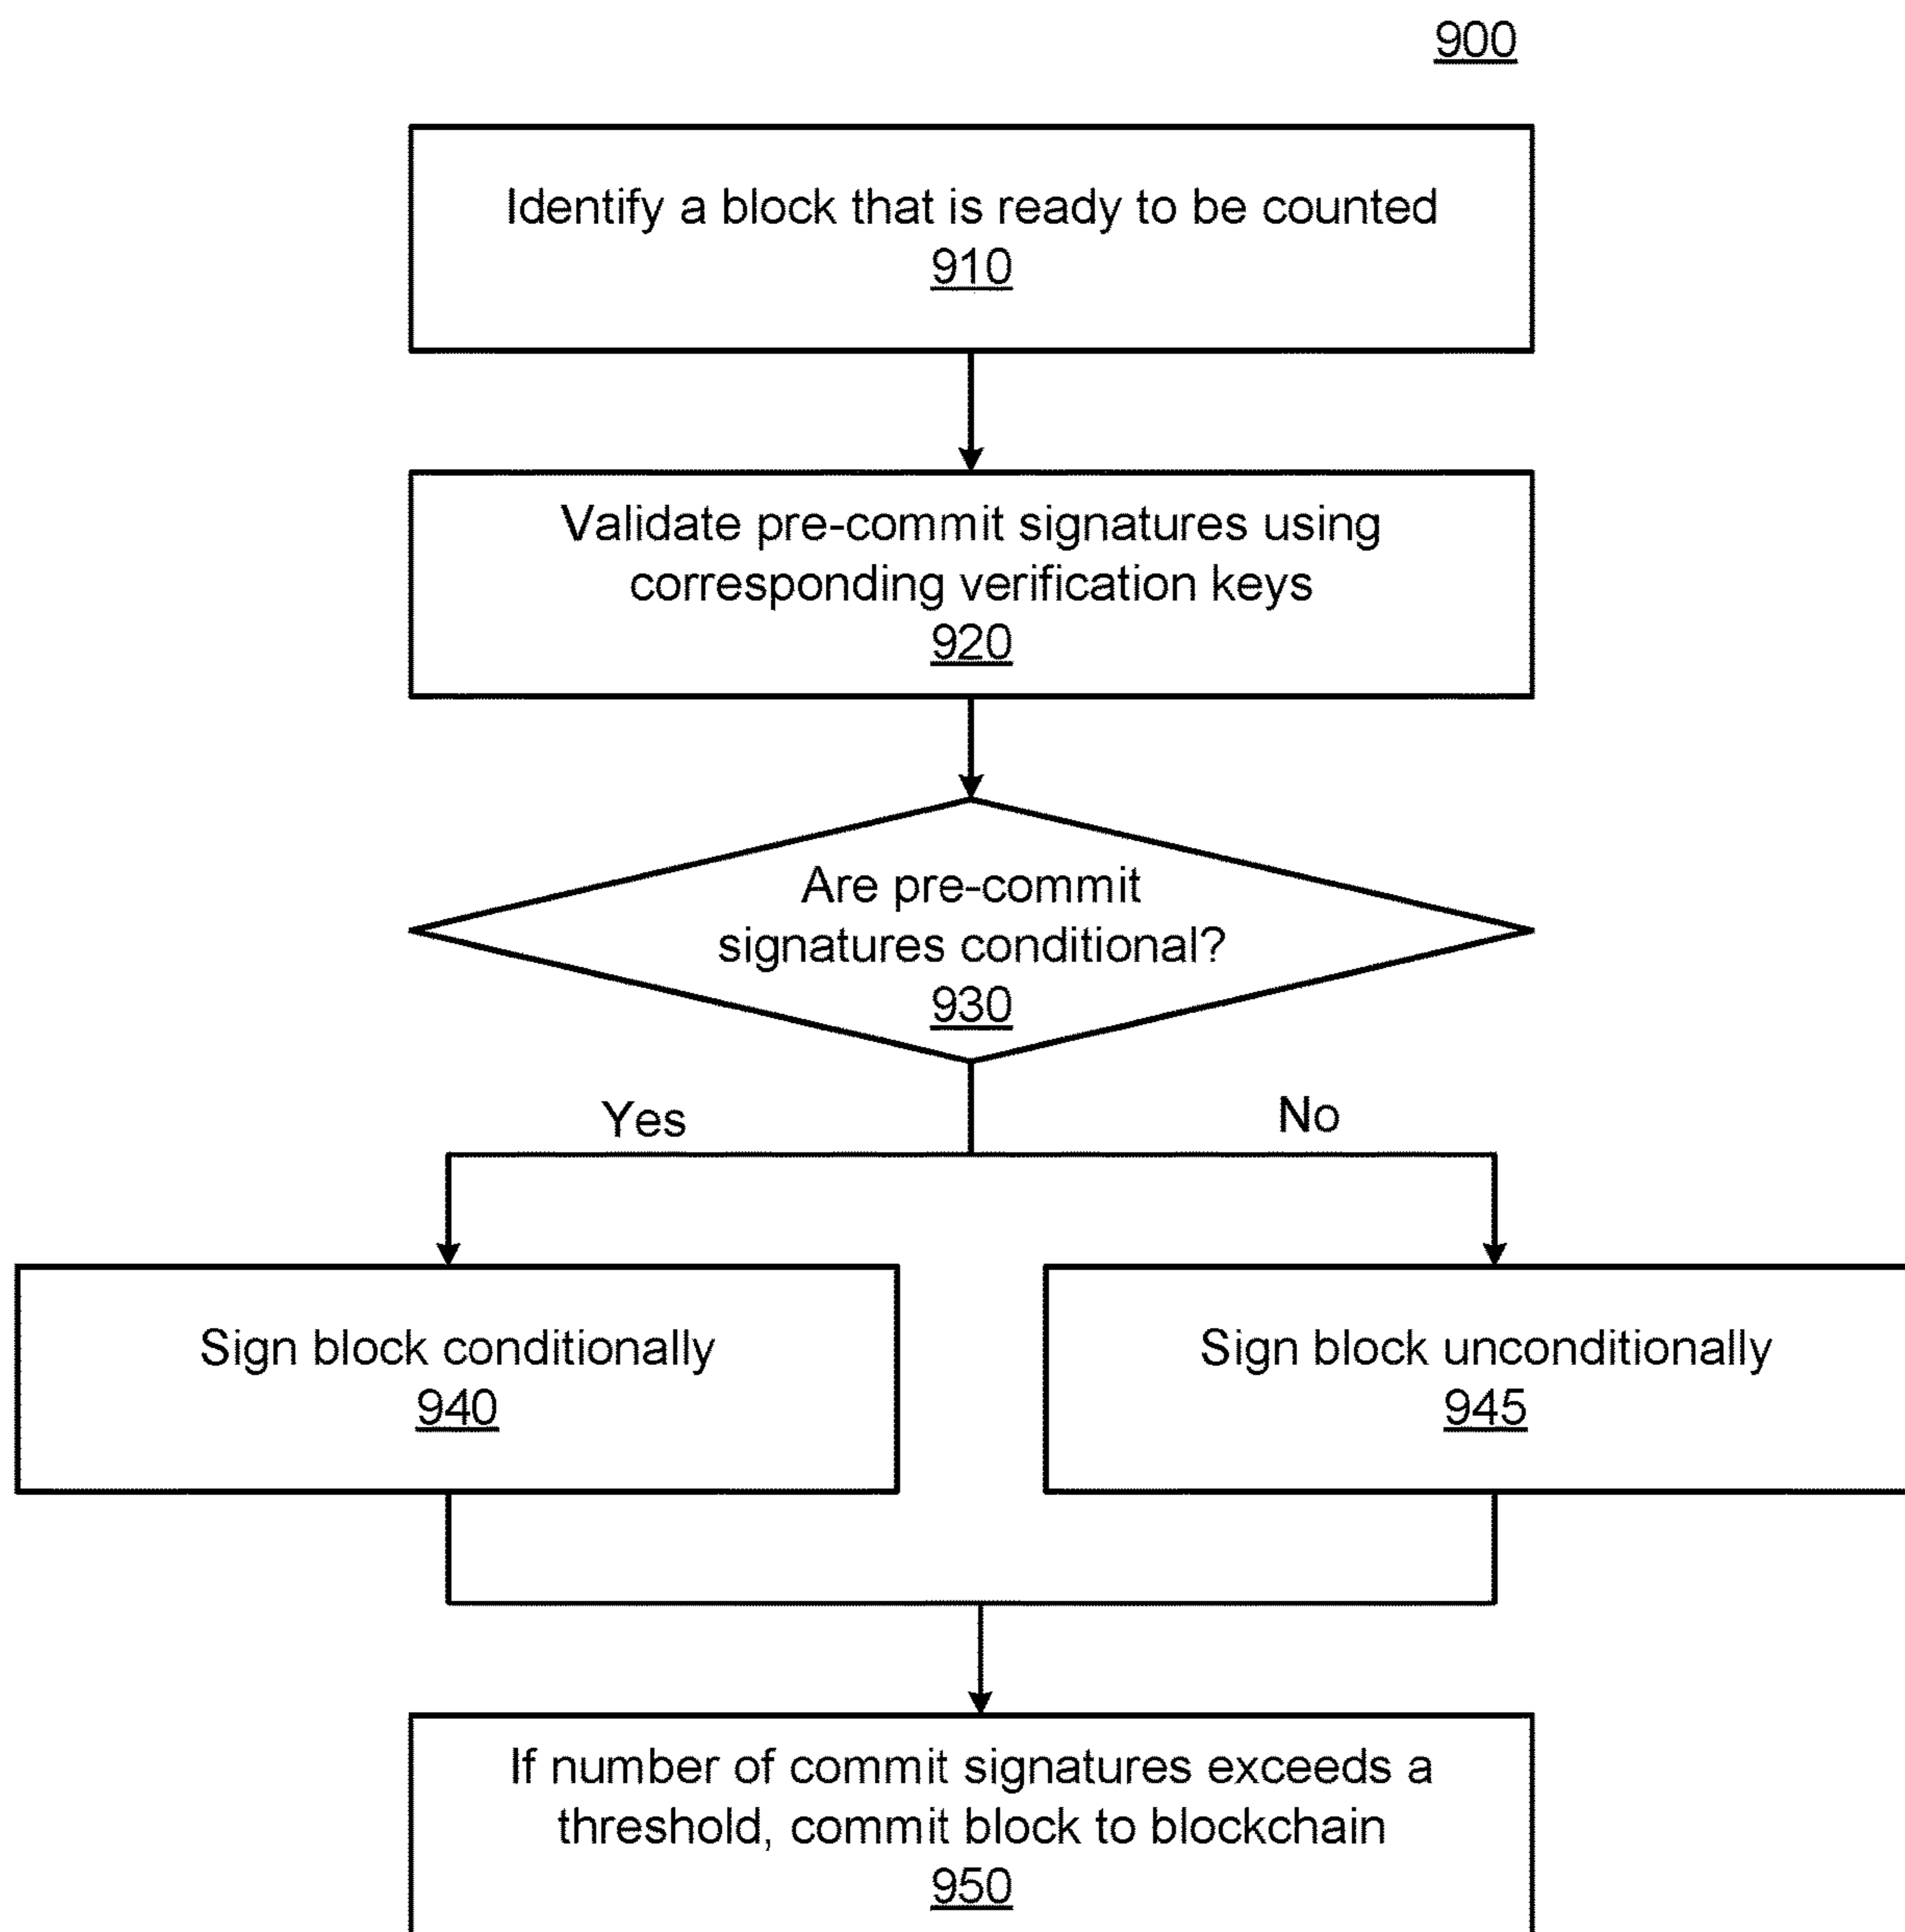 900
Identify a block that is ready to be counted
910
Validate pre-commit signatures using
corresponding verification keys
920
Are pre-commit
signatures conditional?
930
Yes
No
Sign block conditionally
940
Sign block unconditionally
945
If number of commit signatures exceeds a
threshold, commit block to blockchain
950